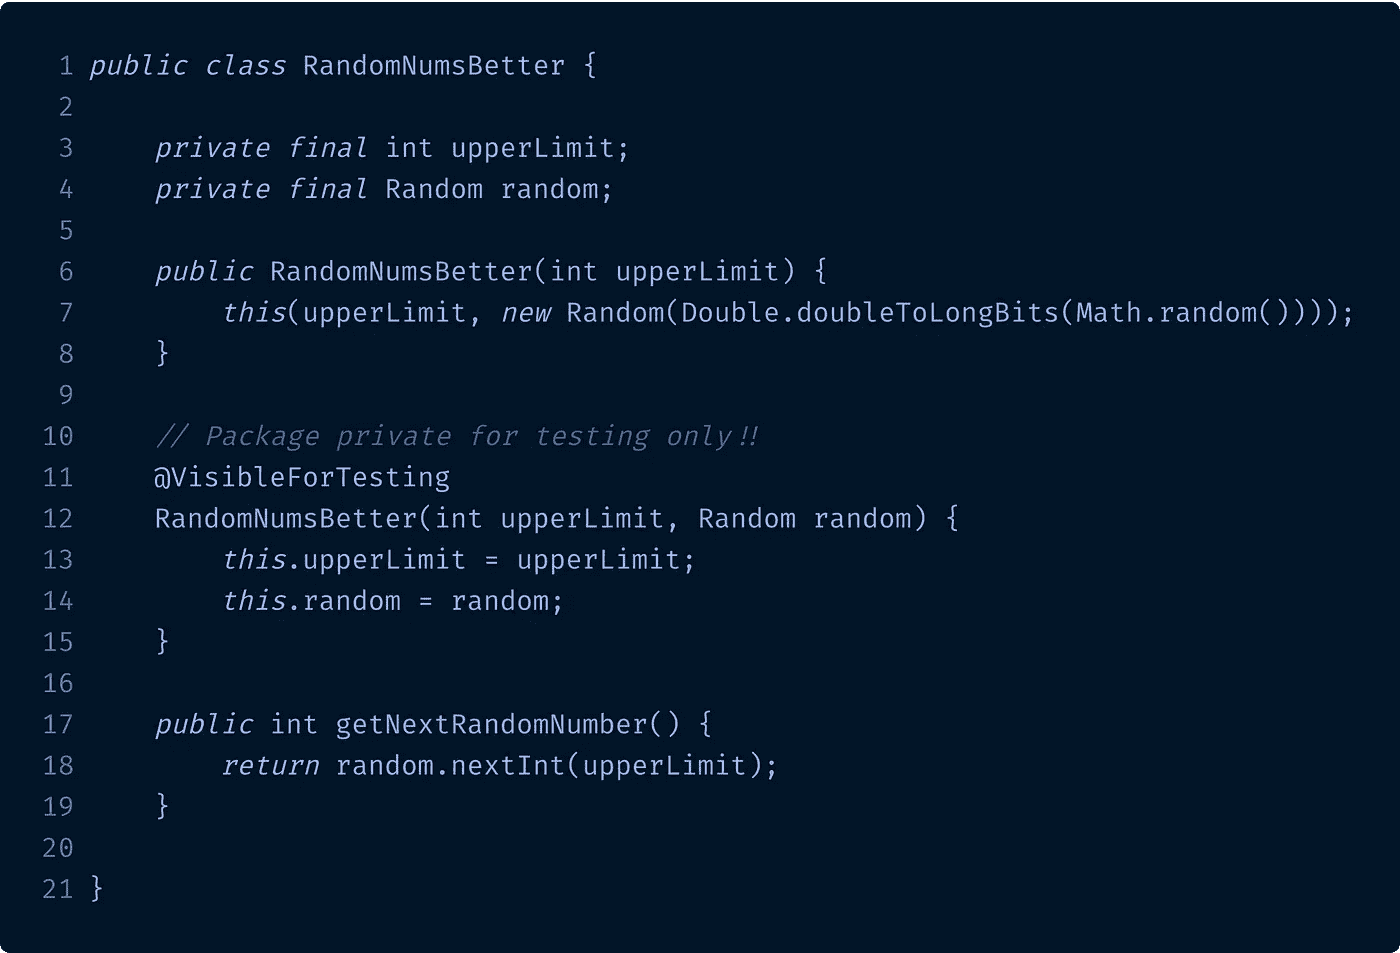 1 public class RandomNumsBetter {
2
3     private final int upperLimit;
4     private final Random random;
5
6     public RandomNumsBetter(int upperLimit) {
7         this(upperLimit, new Random(Double.doubleToLongBits(Math.random())));
8     }
9
10     // Package private for testing only!!
11     @VisibleForTesting
12     RandomNumsBetter(int upperLimit, Random random) {
13         this.upperLimit = upperLimit;
14         this.random = random;
15     }
16
17     public int getNextRandomNumber() {
18         return random.nextInt(upperLimit);
19     }
20
21 }